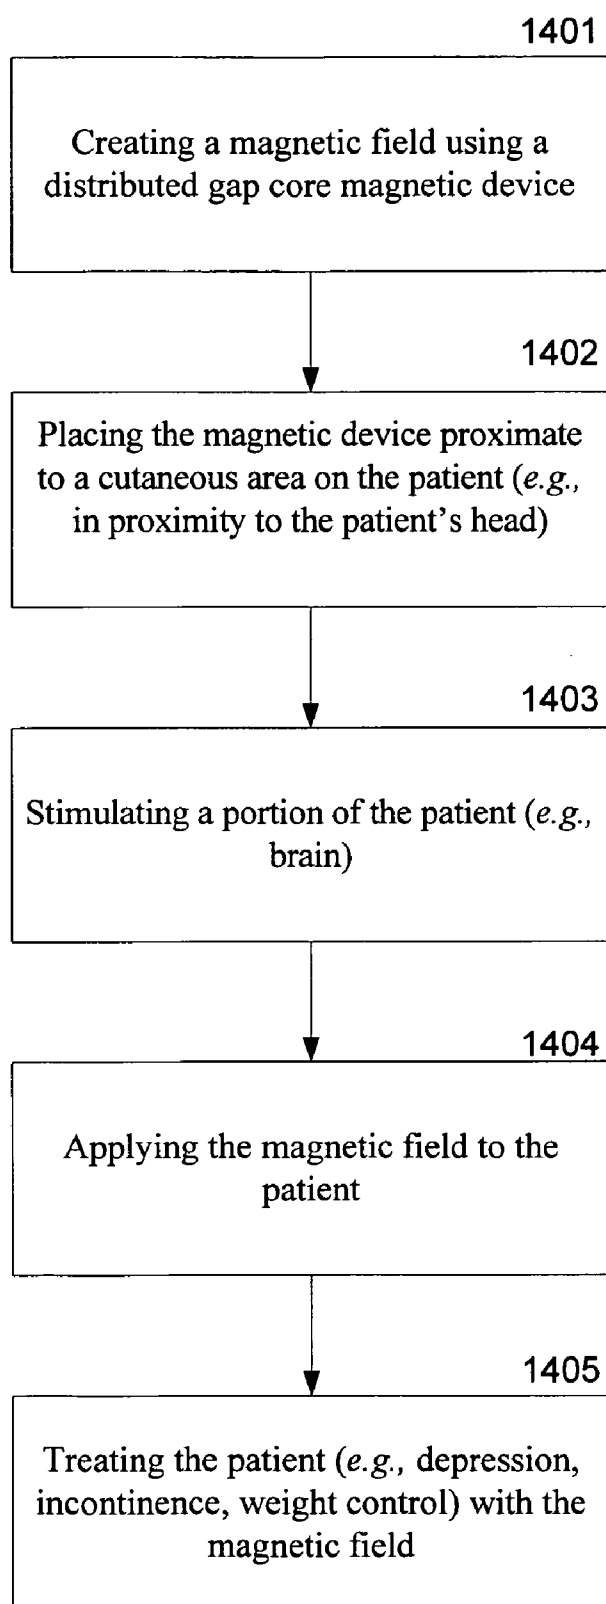 1401
Creating a magnetic field using a
distributed gap core magnetic device
1402
Placing the magnetic device proximate
to a cutaneous area on the patient (e.g.,
in proximity to the patient's head)
1403
Stimulating a portion of the patient (e.g.,
brain)
1404
Applying the magnetic field to the
patient
1405
Treating the patient (e.g., depression,
incontinence, weight control) with the
magnetic field